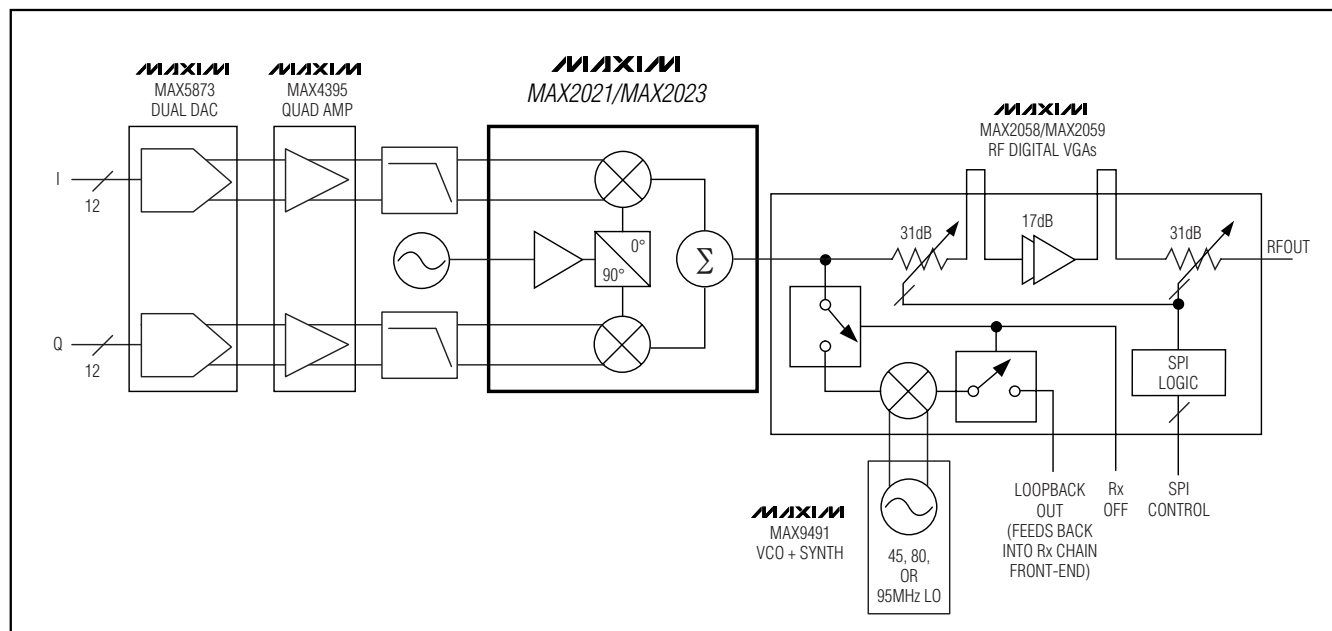 MAXIM
MAX5873
DUAL DAC
MAXIM
MAX4395
QUAD AMP
MAXIM
MAX2021/MAX2023
MAXIM
MAX2058/MAX2059
RF DIGITAL VGAs
I
12
31dB
17dB
31dB
RFOUT
0°
90°
Σ
Q
12
SPI
LOGIC
MAXIM
MAX9491
VCO + SYNTH
45, 80,
OR
95MHz LO
LOOPBACK
OUT
(FEEDS BACK
INTO Rx CHAIN
FRONT-END)
Rx
OFF
SPI
CONTROL